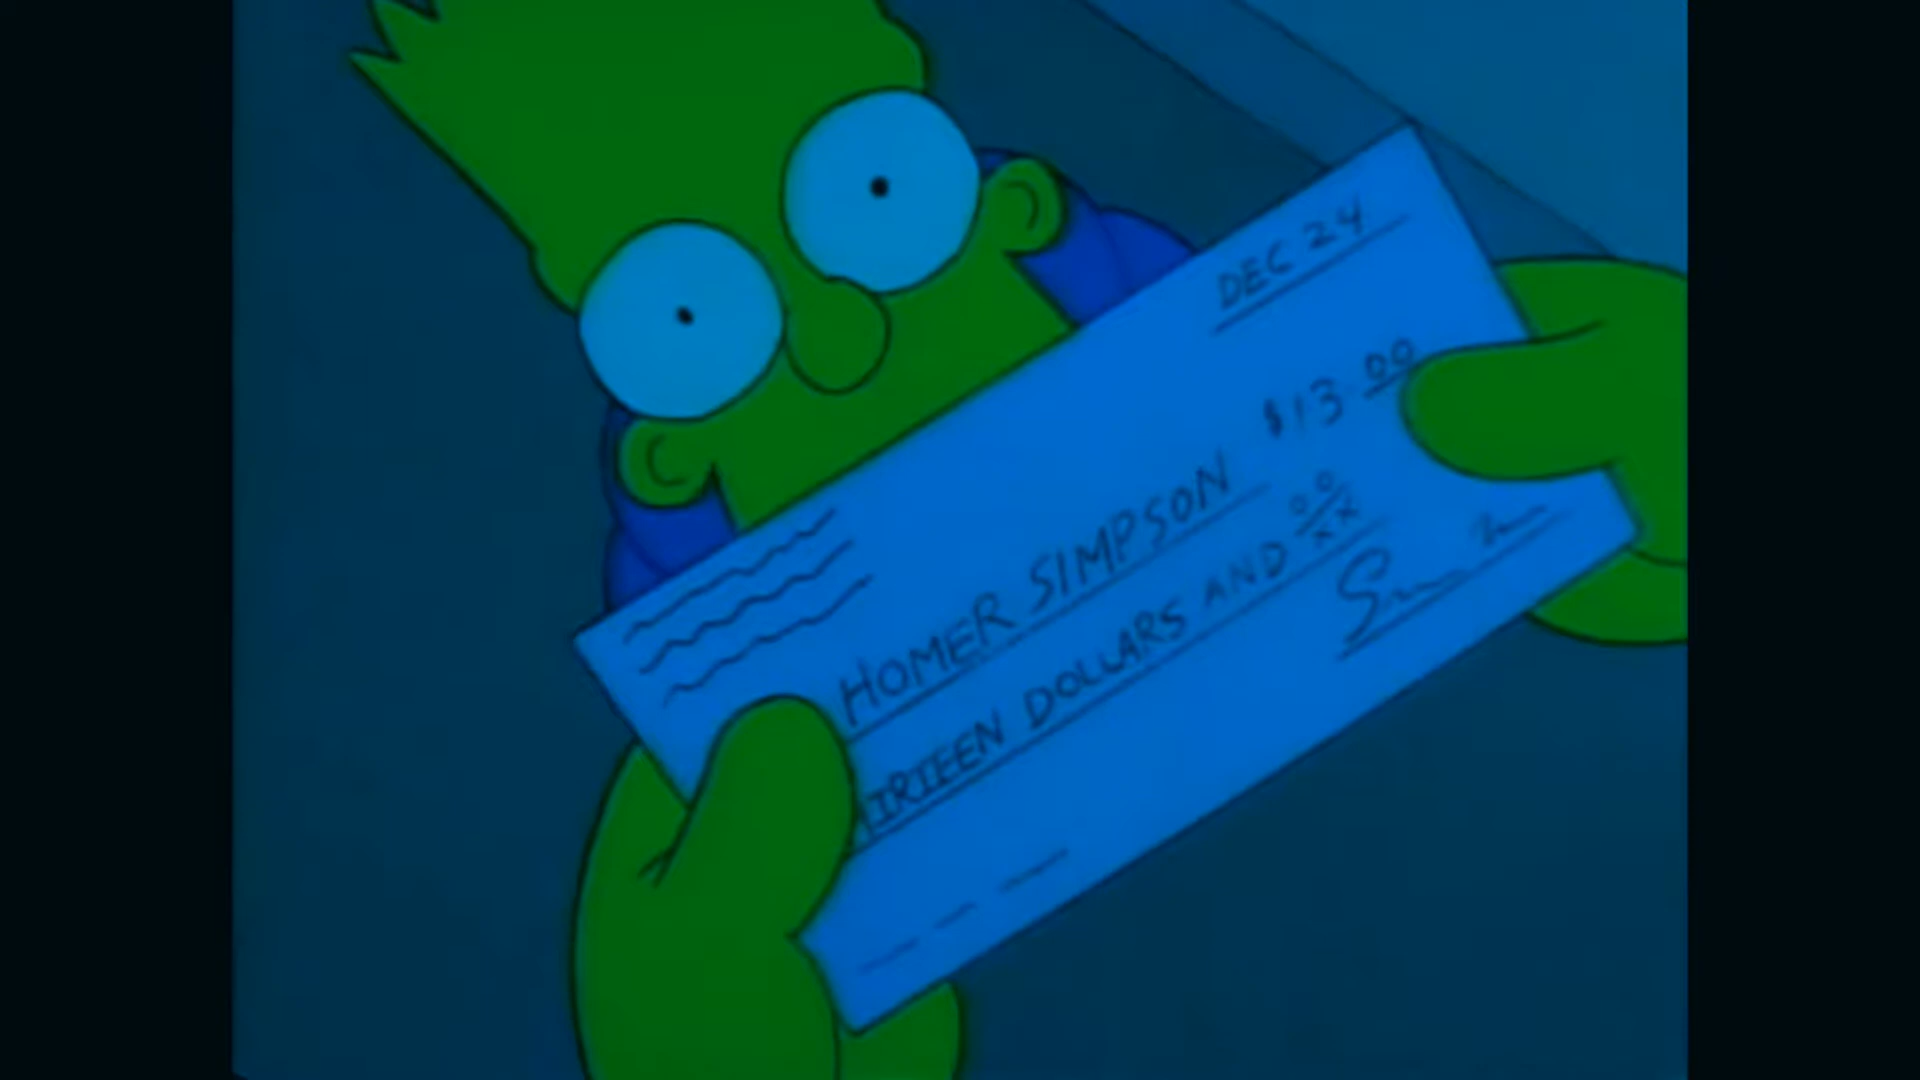 DEC 24
$13.00
HOMER SIMPSON
IRTEEN DOLLARS AND 00/XX